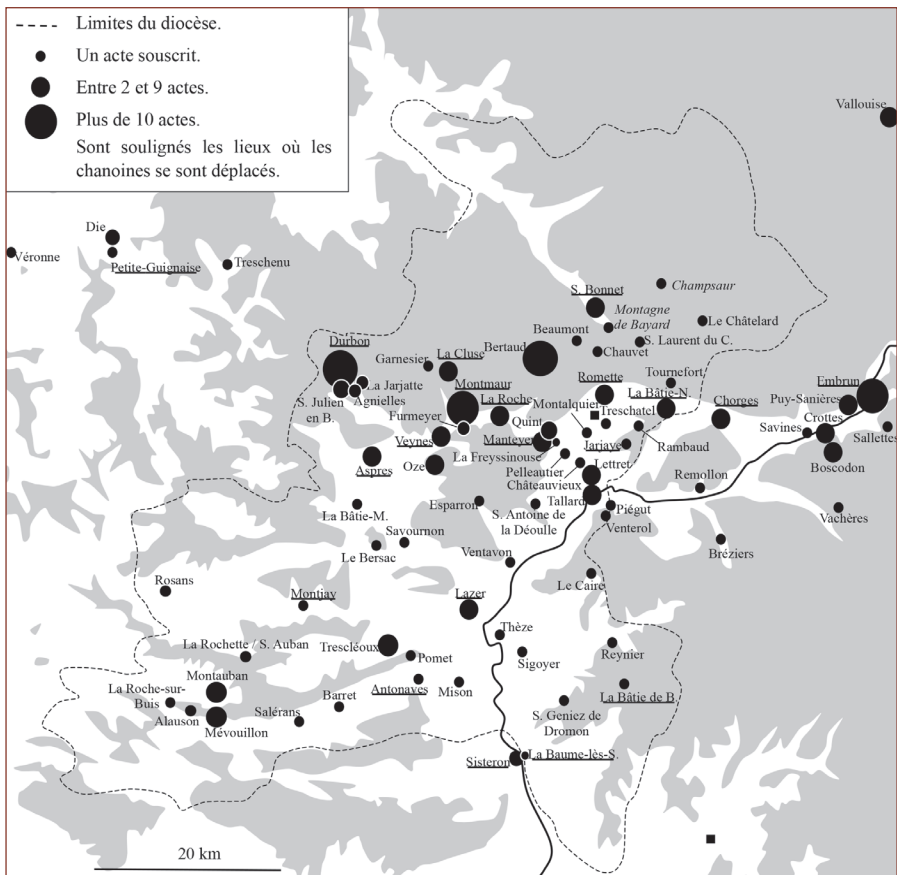 Limites du diocèse.
Un acte souscrit.
Entre 2 et 9 actes.
Plus de 10 actes.
Sont soulignés les lieux où les
chanoines se sont déplacés.
Vallouise
Die
Véronne
Petite-Guignaise
Treschenu
Champsaur
S. Bonnet
Montagne
de Bayard
Le Châtelard
Beaumont
S. Laurent du C.
Chauvet
Durbon
Garnesier
La Cluse
Bertaud
La Jarjatte
Agnielles
S. Julien
en B.
Montmaur
Furmeyer
La Roche
Romette
Tournefort
La Bâtie-N.
Montalquier
Treschatel
Quint
Chorges
Embrun
Puy-Sanières
Crottes
Savines
Sallettes
Boscodon
Veynes
Manteyer
Jarjaye
Rambaud
La Freyssinouse
Pelleautier
Lettret
Châteauvieux
Aspres
Oze
Tallard
Remollon
Piégut
Venterol
Vachères
Bréziers
La Bâtie-M.
Esparron
S. Antoine de
la Déoulle
Savournon
Le Bersac
Ventavon
Le Caire
Rosans
Montjay
Lazer
Thèze
Trescléoux
Pomet
Sigoyer
Reynier
La Rochette / S. Auban
Montauban
La Roche-sur-
Buis
Alauson
Mévouillon
Salérans
Barret
Antonaves
Mison
La Bâtie de B
S. Geniez de
Dromon
Sisteron
La Baume-lès-S.
20 km